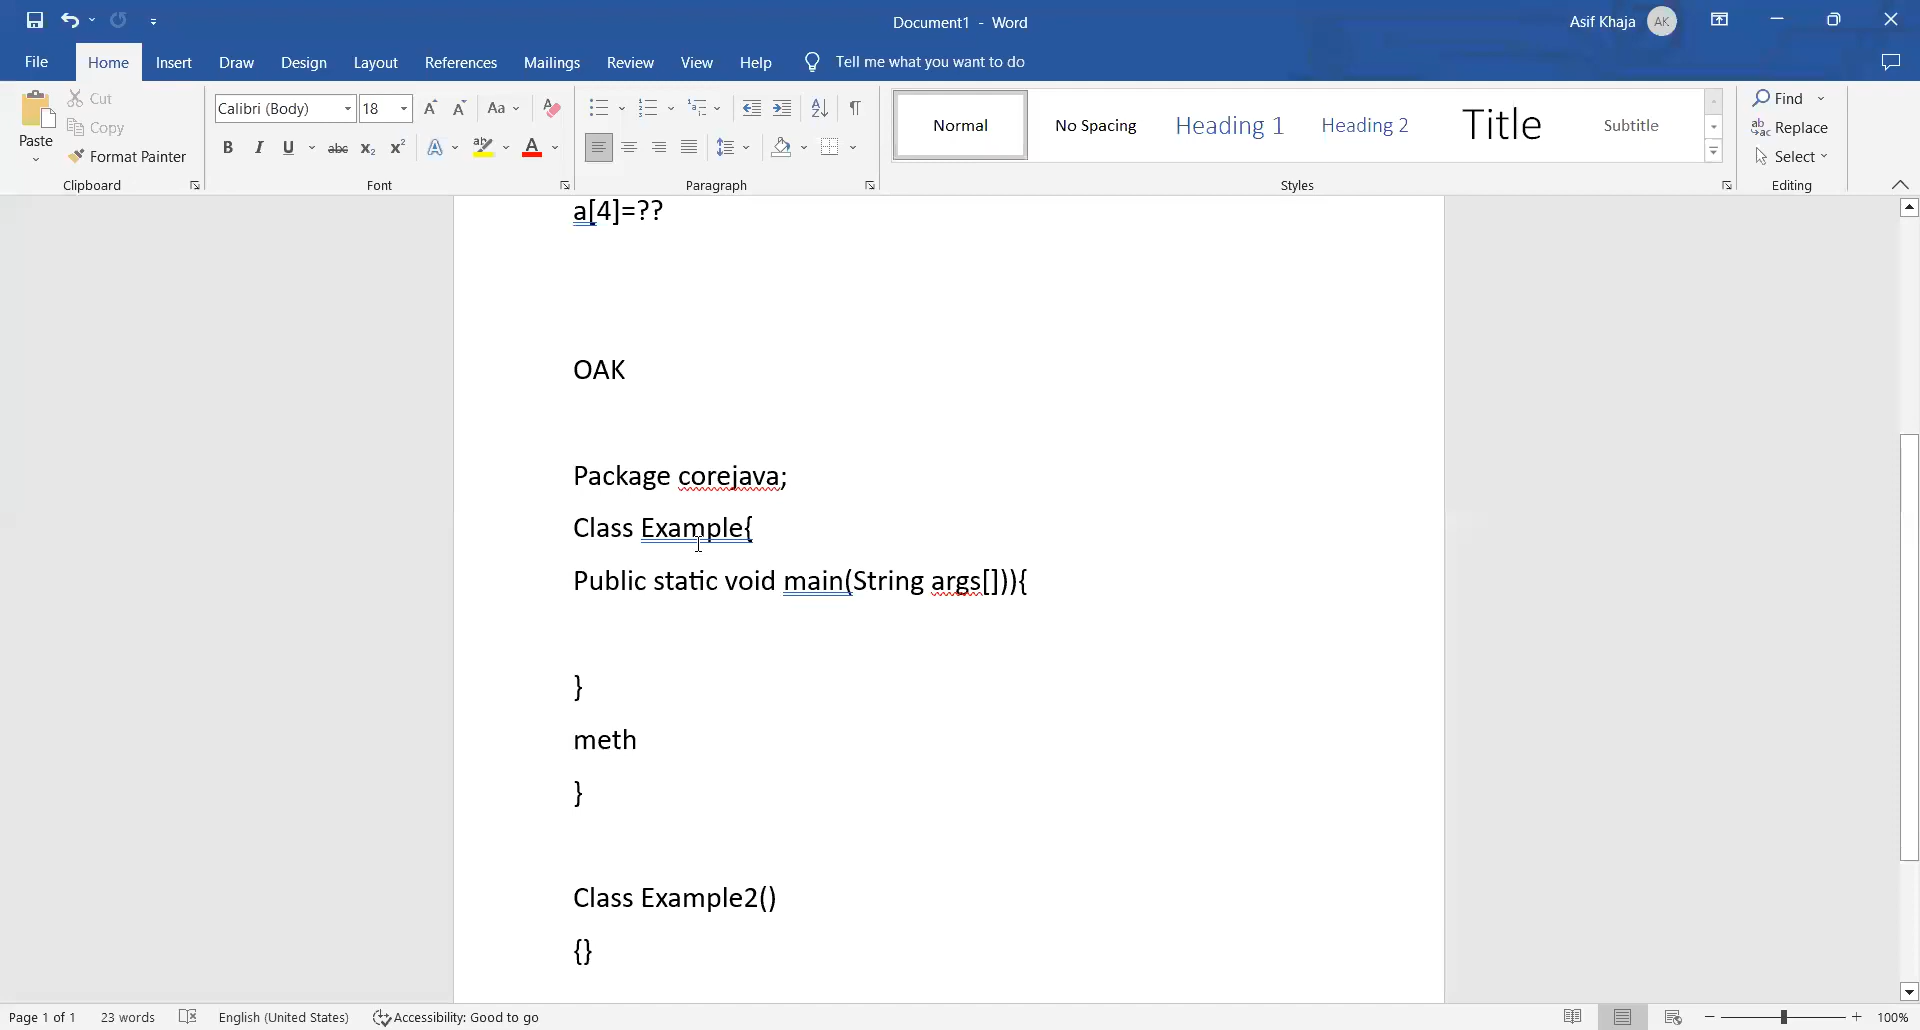 Document1 - Word
Asif Khaja AK
File Home Insert Draw Design Layout References Mailings Review View Help Tell me what you want to do
Paste
Cut
Copy
Format Painter
Clipboard
Calibri (Body) 18
Aa
B I U abc x₂ x² A ab A
Font
Paragraph
Normal
No Spacing
Heading 1
Heading 2
Title
Subtitle
Styles
Find
Replace
Select
Editing
a[4]=??
OAK
Package corejava;
Class Example{
Public static void main(String args[])){
}
meth
}
Class Example2()
{}
Page 1 of 1 23 words English (United States) Accessibility: Good to go 100%